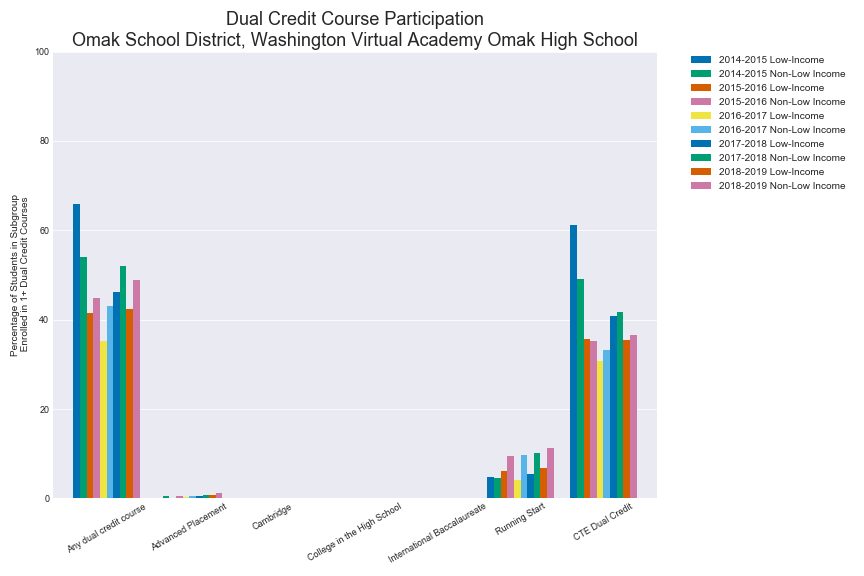 Dual Credit Course Participation
Omak School District, Washington Virtual Academy Omak High School
Percentage of Students in Subgroup
Enrolled in 1+ Dual Credit Courses
100
80
60
40
20
0
Any dual credit course
Advanced Placement
Cambridge
College in the High School
International Baccalaureate
Running Start
CTE Dual Credit
2014-2015 Low-Income
2014-2015 Non-Low Income
2015-2016 Low-Income
2015-2016 Non-Low Income
2016-2017 Low-Income
2016-2017 Non-Low Income
2017-2018 Low-Income
2017-2018 Non-Low Income
2018-2019 Low-Income
2018-2019 Non-Low Income